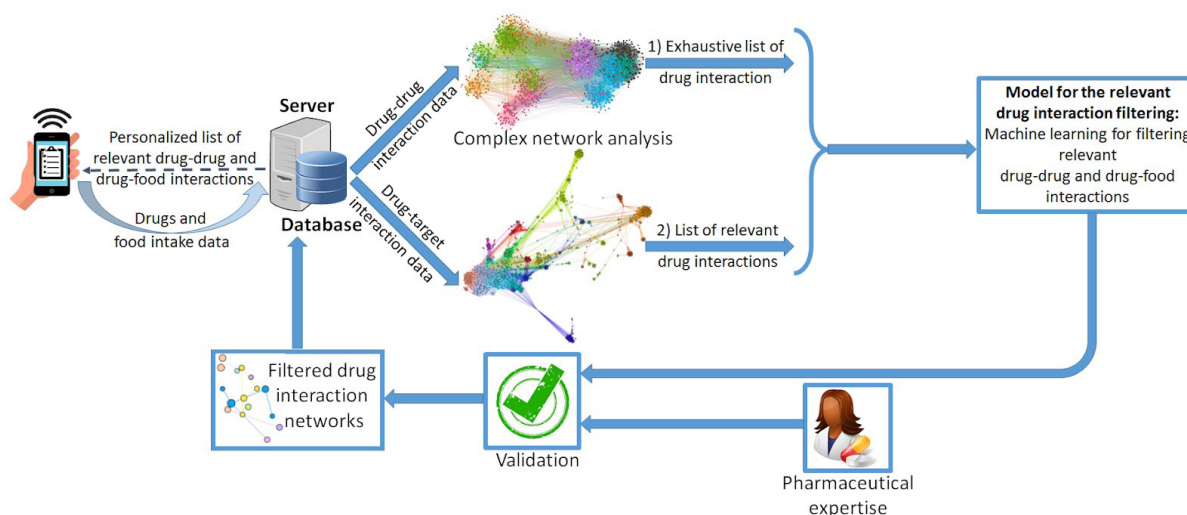 Server
Personalized list of
relevant drug-drug and
drug-food interactions
Drugs and
food intake data
Database
Drug-drug
interaction data
Complex network analysis
Drug-target
interaction data
1) Exhaustive list of
drug interaction
2) List of relevant
drug interactions
Model for the relevant
drug interaction filtering:
Machine learning for filtering
relevant
drug-drug and drug-food
interactions
Filtered drug
interaction
networks
Validation
Pharmaceutical
expertise